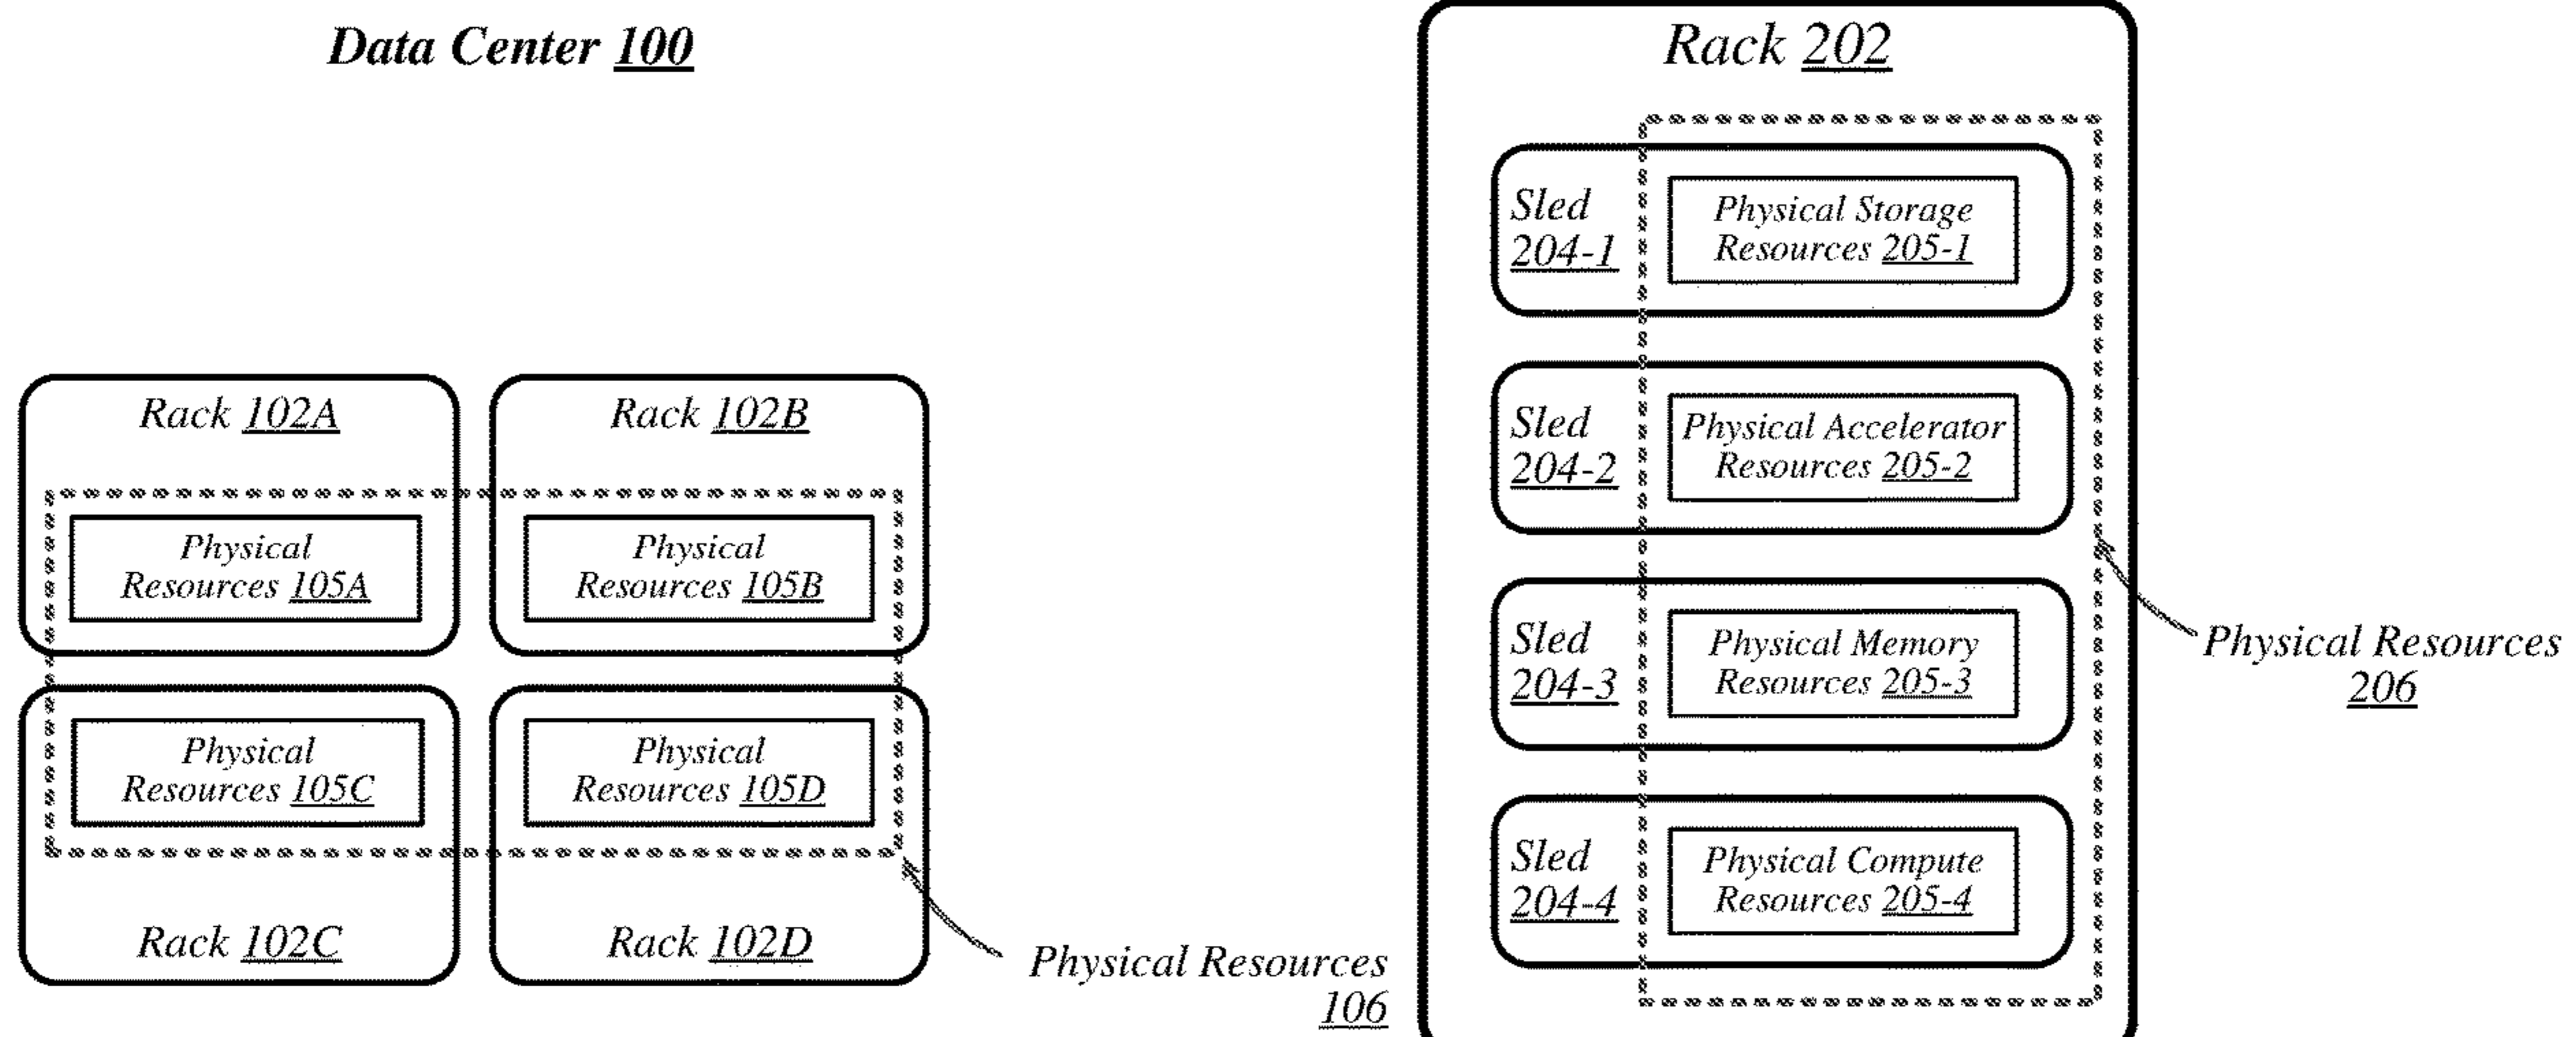 Data Center 100
Rack 102A
Rack 102B
Physical
Resources 105A
Physical
Resources 105B
Physical
Resources 105C
Physical
Resources 105D
Rack 102C
Rack 102D
Physical Resources
106
Rack 202
Sled
204-1
Physical Storage
Resources 205-1
Sled
204-2
Physical Accelerator
Resources 205-2
Sled
204-3
Physical Memory
Resources 205-3
Sled
204-4
Physical Compute
Resources 205-4
Physical Resources
206